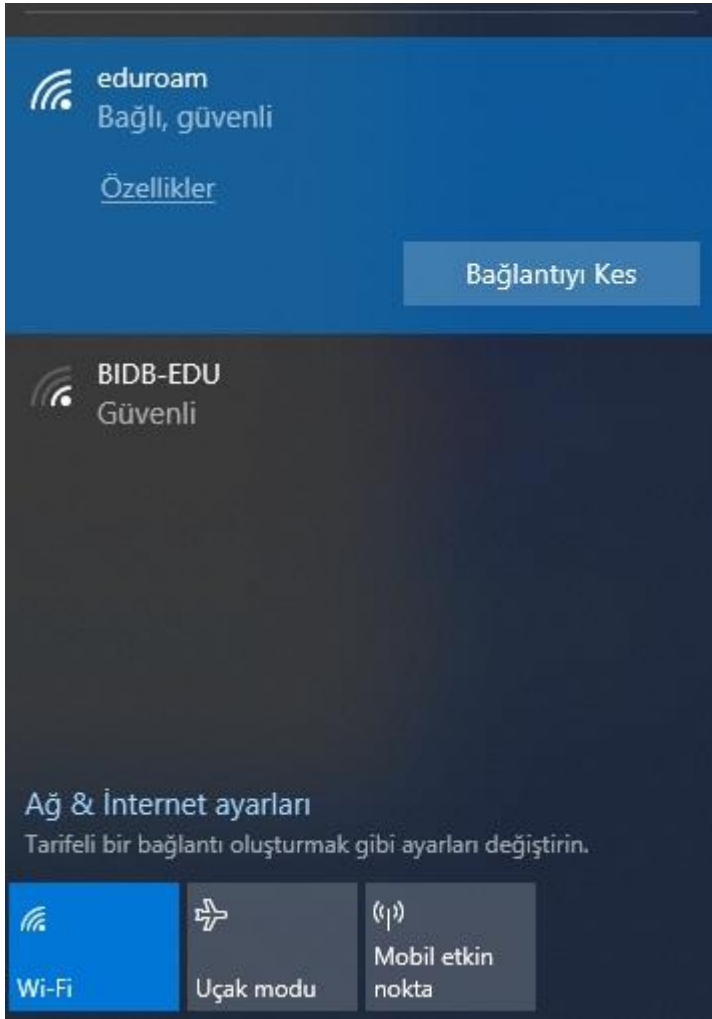 eduroam
Bağlı, güvenli
Özellikler
Bağlantıyı Kes
BIDB-EDU
Güvenli
Ağ & İnternet ayarları
Tarifeli bir bağlantı oluşturmak gibi ayarları değiştirin.
Wi-Fi
Uçak modu
Mobil etkin
nokta